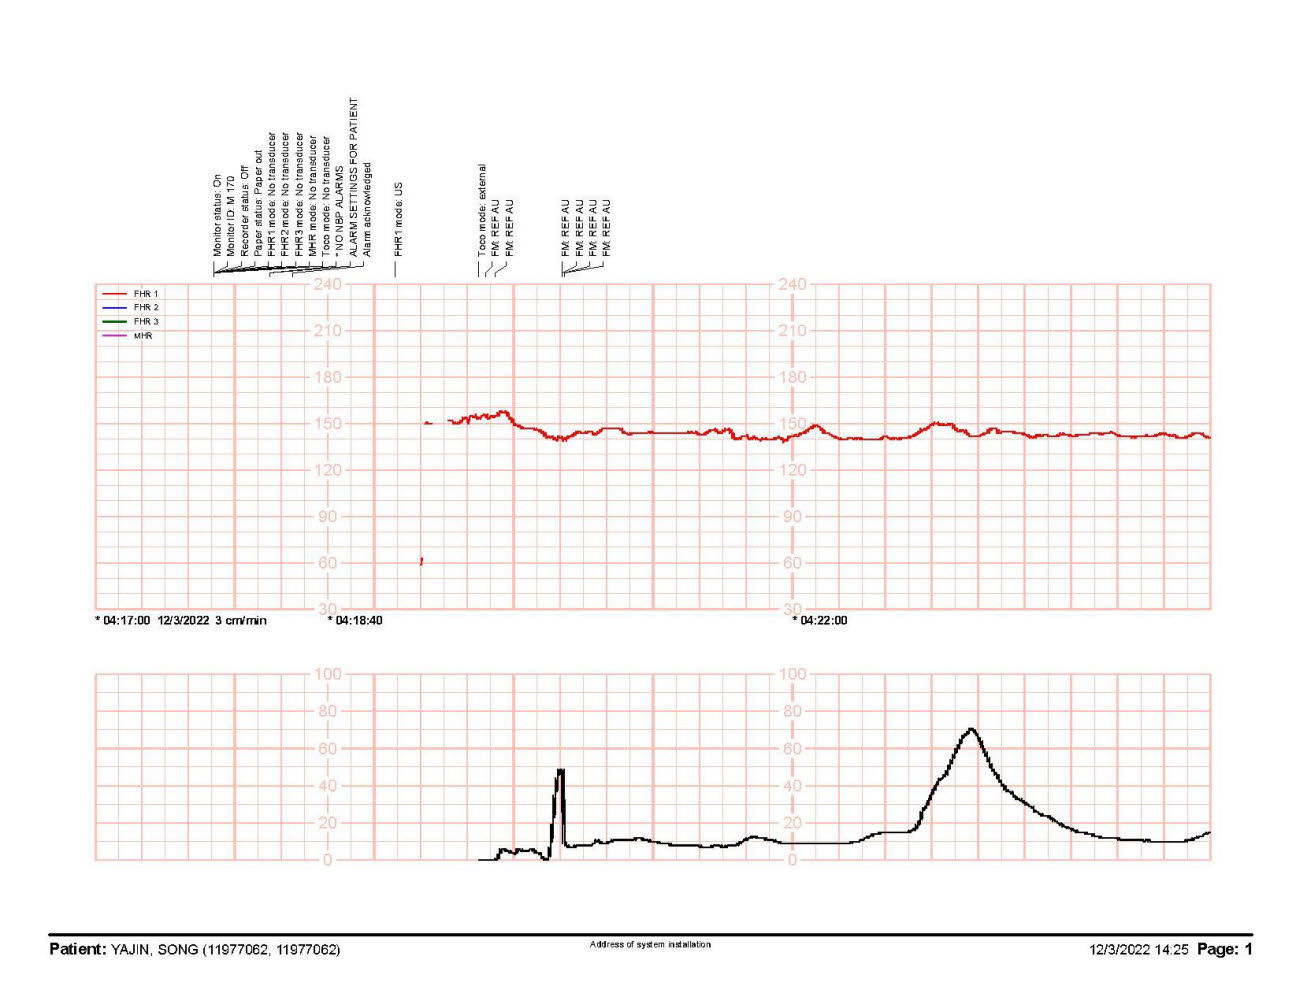 Monitor status: On
Monitor ID: M 170
Recorder status: Off
Paper status: Paper out
FHR1 mode: No transducer
FHR2 mode: No transducer
FHR3 mode: No transducer
MHR mode: No transducer
Toco mode: No transducer
* NO NBP ALARMS
ALARM SETTINGS FOR PATIENT
Alarm acknowledged
FHR1 mode: US
Toco mode: external
FM: REF AU
FM: REF AU
FM: REF AU
FM: REF AU
FM: REF AU
FM: REF AU
FHR 1
FHR 2
FHR 3
MHR
240 240
210 210
180 180
150 150
120 120
90 90
60 60
30 30
* 04:17:00 12/3/2022 3 cm/min * 04:18:40 * 04:22:00
100 100
80 80
60 60
40 40
20 20
0 0
Patient: YAJIN, SONG (11977062, 11977062) Address of system installation 12/3/2022 14:25 Page: 1